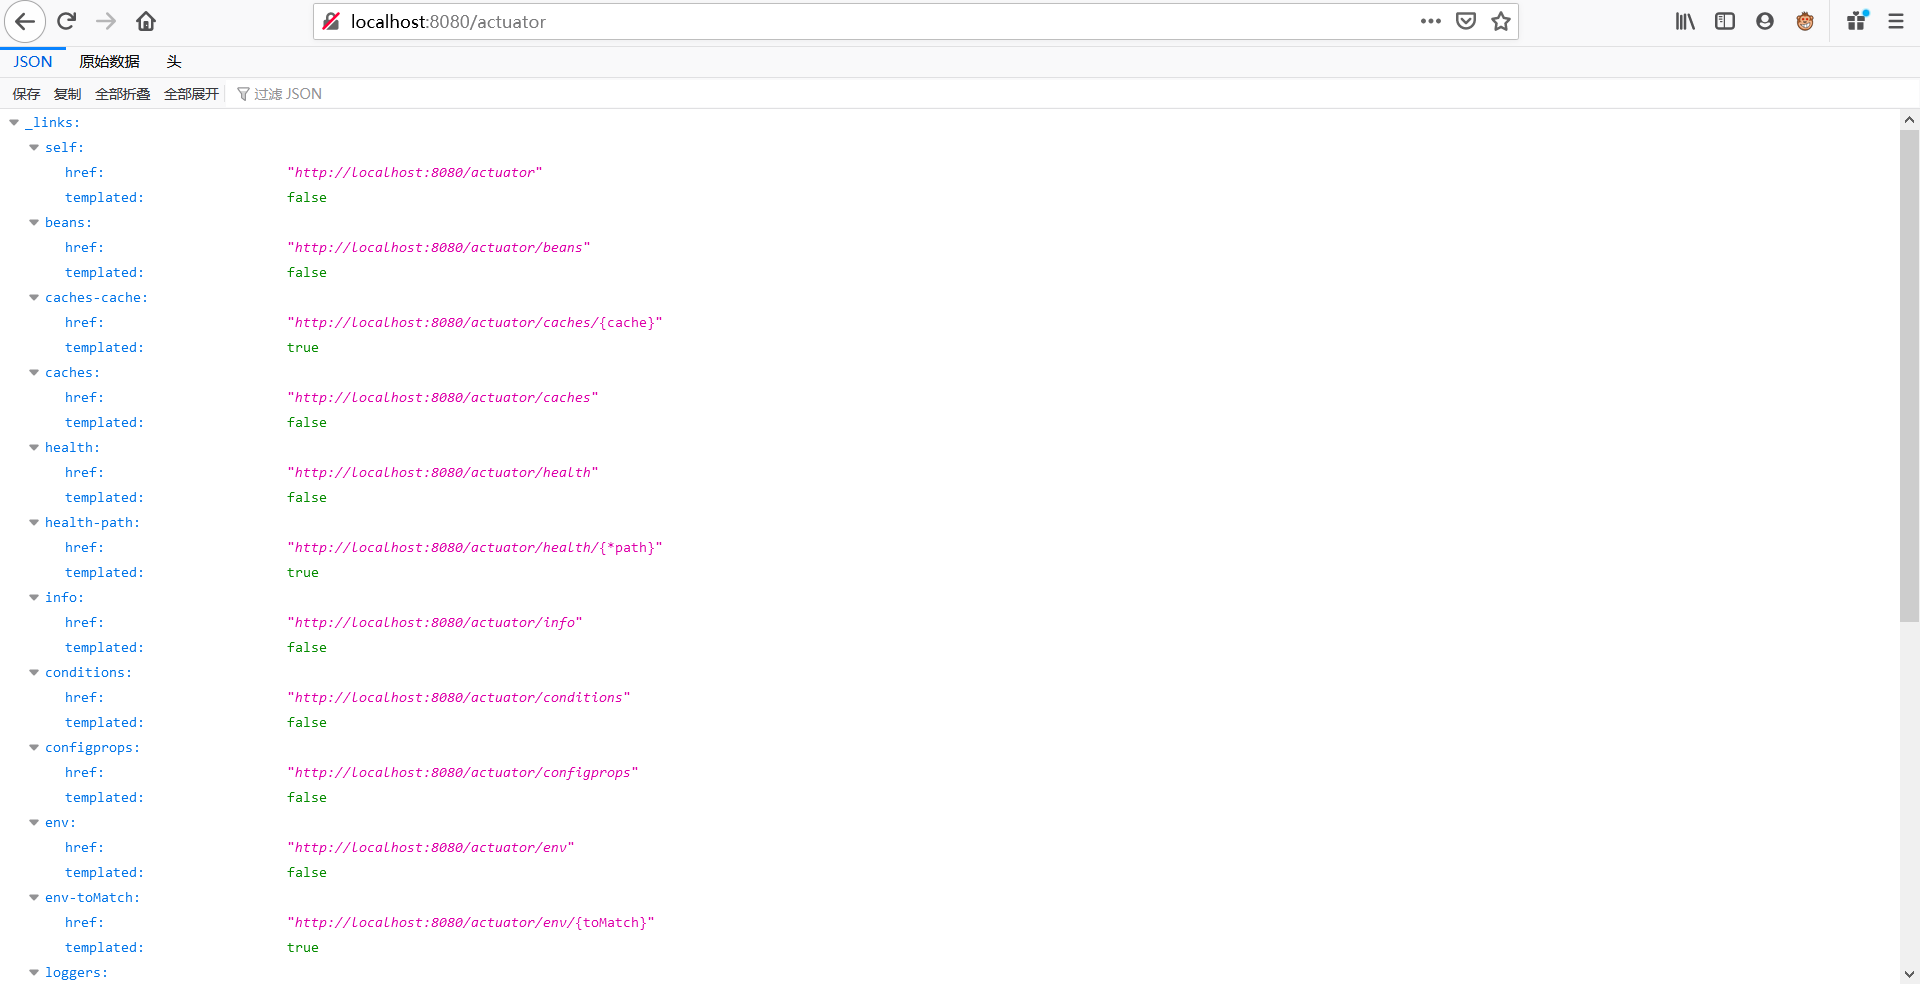 localhost:8080/actuator
JSON 原始数据 头
保存 复制 全部折叠 全部展开 过滤 JSON
_links:
self:
href: "http://localhost:8080/actuator"
templated: false
beans:
href: "http://localhost:8080/actuator/beans"
templated: false
caches-cache:
href: "http://localhost:8080/actuator/caches/{cache}"
templated: true
caches:
href: "http://localhost:8080/actuator/caches"
templated: false
health:
href: "http://localhost:8080/actuator/health"
templated: false
health-path:
href: "http://localhost:8080/actuator/health/{*path}"
templated: true
info:
href: "http://localhost:8080/actuator/info"
templated: false
conditions:
href: "http://localhost:8080/actuator/conditions"
templated: false
configprops:
href: "http://localhost:8080/actuator/configprops"
templated: false
env:
href: "http://localhost:8080/actuator/env"
templated: false
env-toMatch:
href: "http://localhost:8080/actuator/env/{toMatch}"
templated: true
loggers: